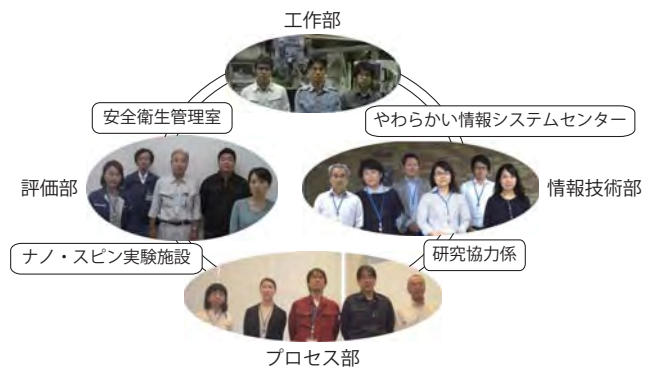 工作部
安全衛生管理室
やわらかい情報システムセンター
評価部
情報技術部
ナノ・スピン実験施設
研究協力係
プロセス部